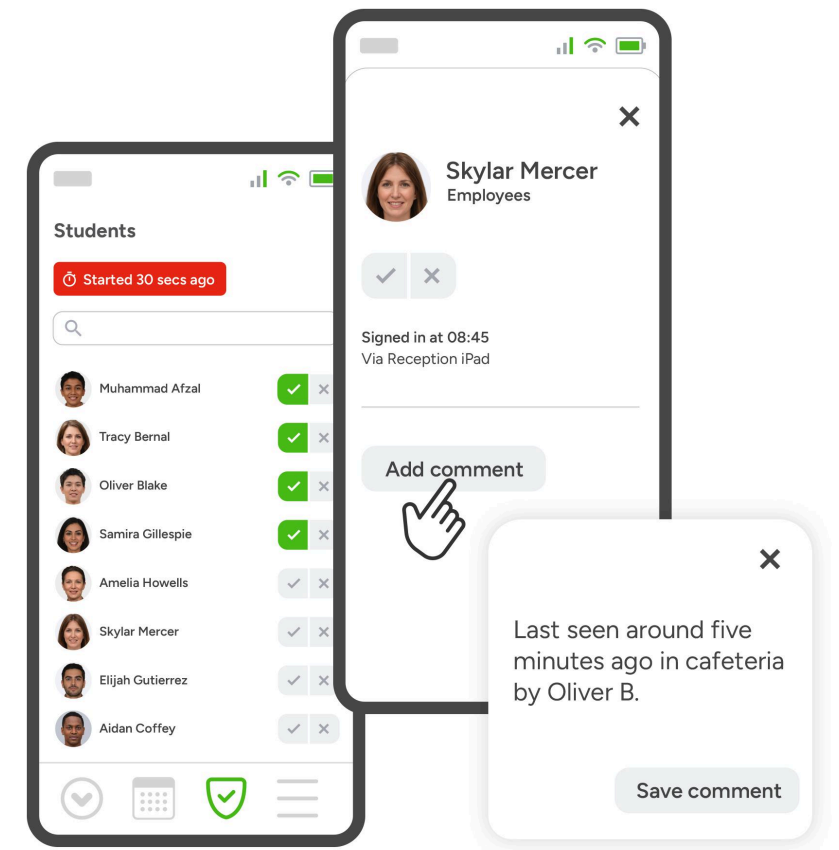 Students
Started 30 secs ago
Muhammad Afzal
Tracy Bernal
Oliver Blake
Samira Gillespie
Amelia Howells
Skylar Mercer
Elijah Gutierrez
Aidan Coffey
Skylar Mercer
Employees
Signed in at 08:45
Via Reception iPad
Add comment
Last seen around five
minutes ago in cafeteria
by Oliver B.
Save comment